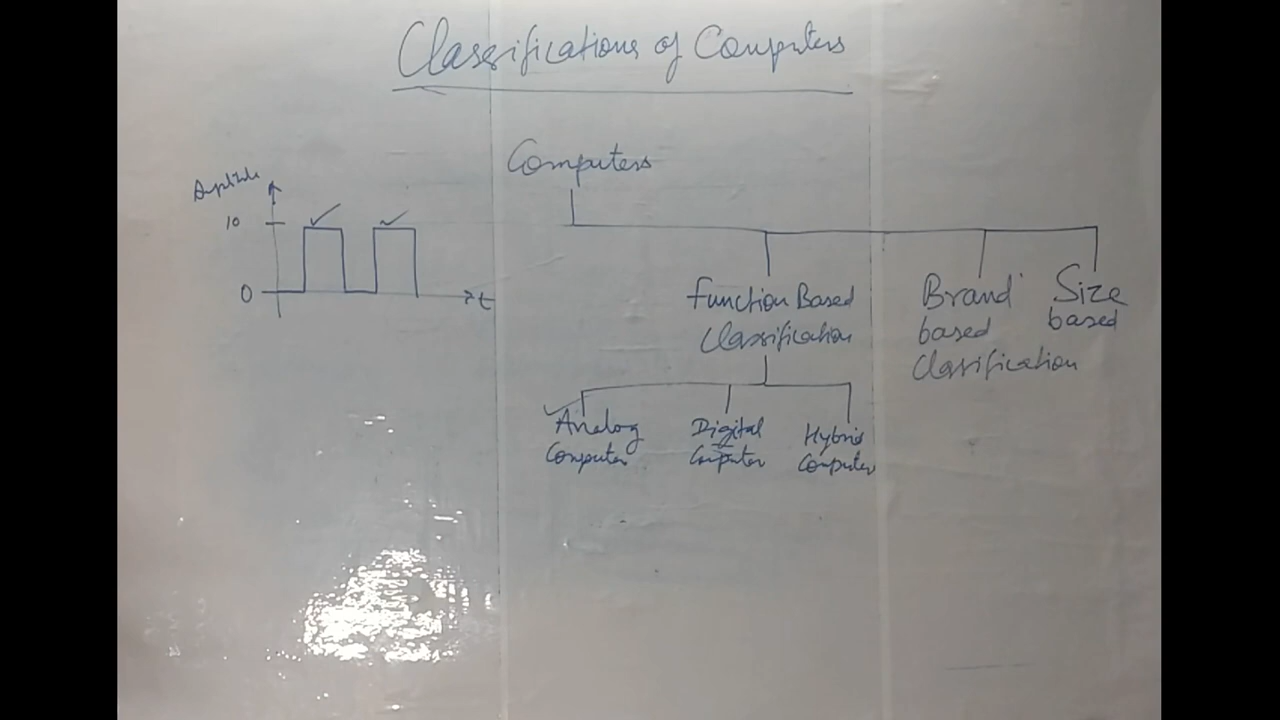 Classifications of Computers
Computers
Amplitude
10
0
t
Function Based
Classification
Brand
based
Classification
Size
based
Analog
Computer
Digital
Computer
Hybrid
Computer